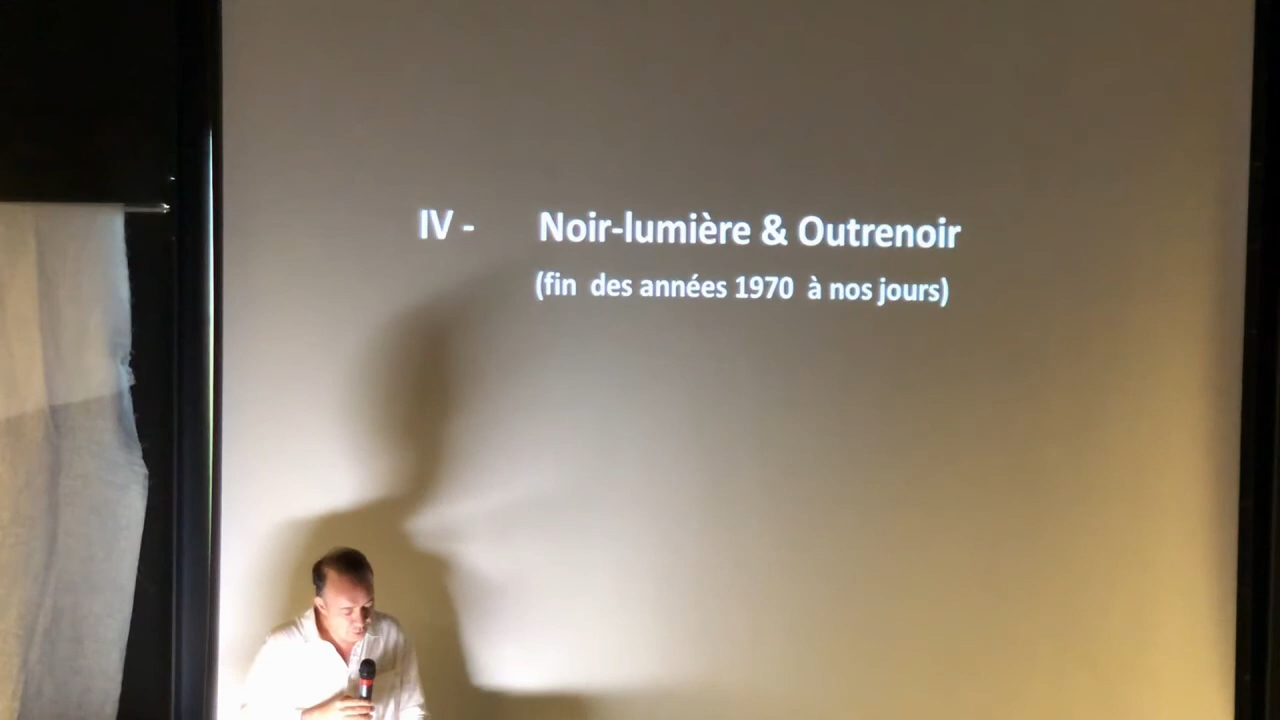 IV - Noir-lumière & Outrenoir
(fin des années 1970 à nos jours)